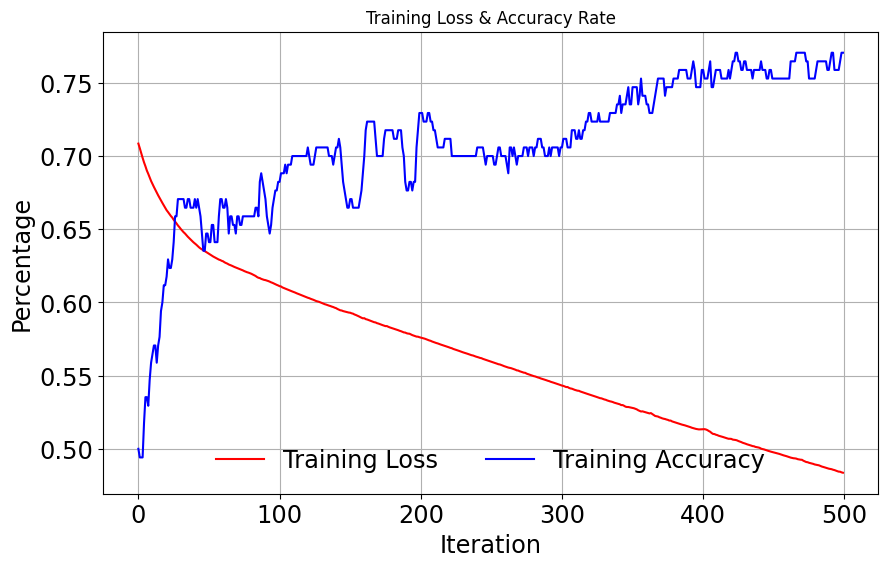 Training Loss & Accuracy Rate
Percentage
0.75
0.70
0.65
0.60
0.55
0.50
Training Loss
Training Accuracy
0
100
200
300
400
500
Iteration